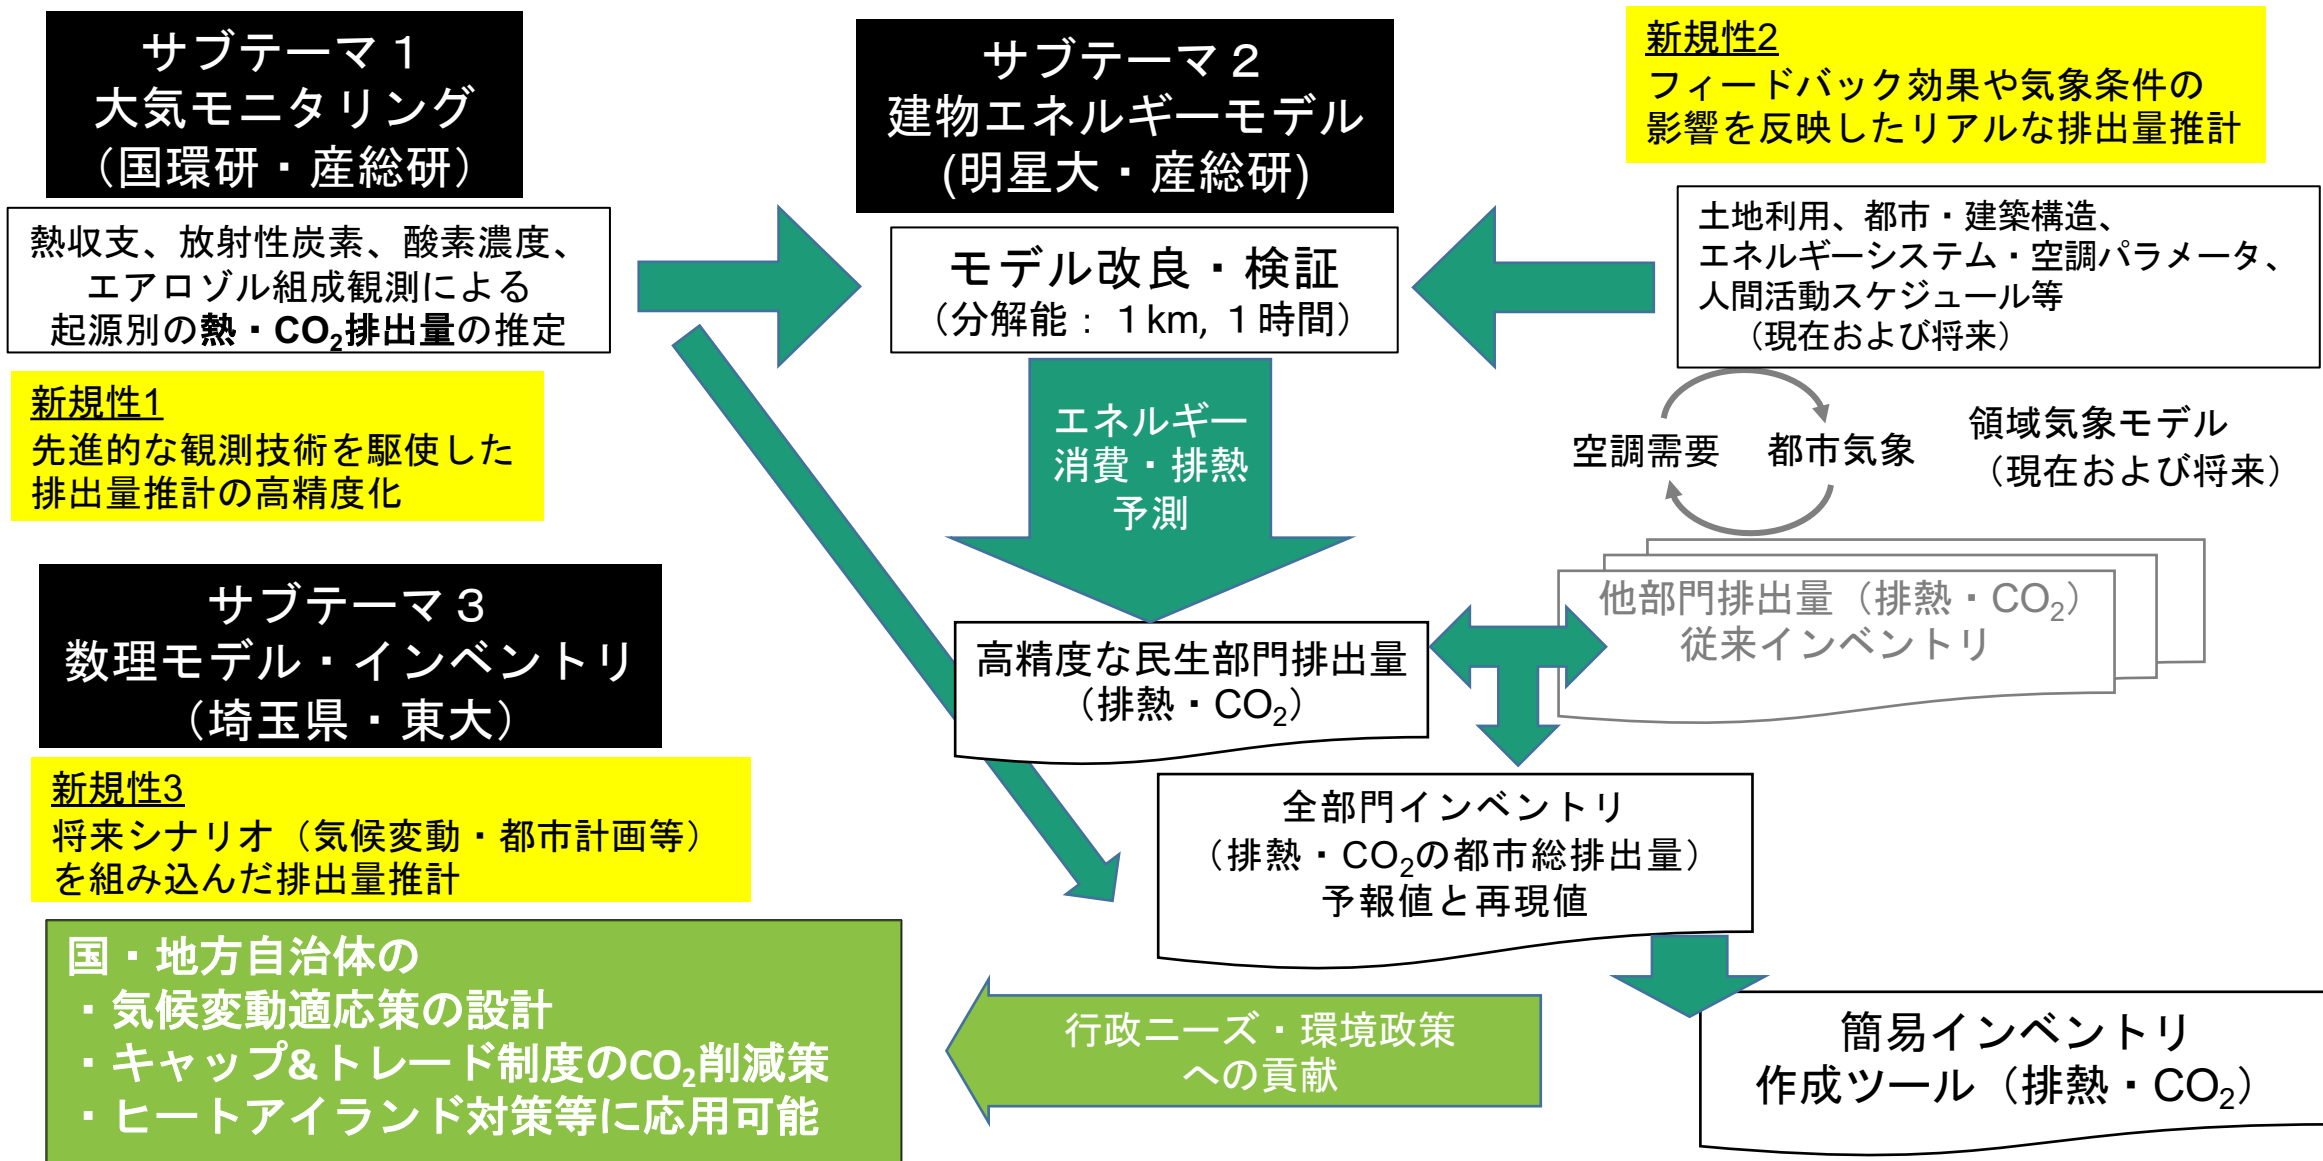 サブテーマ１
大気モニタリング
（国環研・産総研）
熱収支、放射性炭素、酸素濃度、
エアロゾル組成観測による
起源別の熱・CO₂排出量の推定
新規性1
先進的な観測技術を駆使した
排出量推計の高精度化
サブテーマ２
建物エネルギーモデル
(明星大・産総研)
モデル改良・検証
（分解能：１km, １時間）
新規性2
フィードバック効果や気象条件の
影響を反映したリアルな排出量推計
土地利用、都市・建築構造、
エネルギーシステム・空調パラメータ、
人間活動スケジュール等
（現在および将来）
空調需要
都市気象
領域気象モデル
（現在および将来）
エネルギー
消費・排熱
予測
サブテーマ３
数理モデル・インベントリ
（埼玉県・東大）
新規性3
将来シナリオ（気候変動・都市計画等）
を組み込んだ排出量推計
高精度な民生部門排出量
（排熱・CO₂）
他部門排出量（排熱・CO₂）
従来インベントリ
全部門インベントリ
（排熱・CO₂の都市総排出量）
予報値と再現値
簡易インベントリ
作成ツール（排熱・CO₂）
行政ニーズ・環境政策
への貢献
国・地方自治体の
・気候変動適応策の設計
・キャップ&トレード制度のCO₂削減策
・ヒートアイランド対策等に応用可能